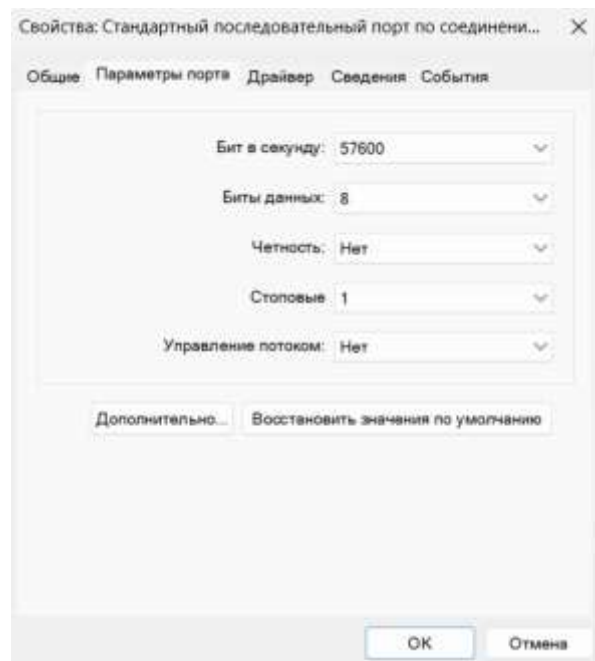 Свойства: Стандартный последовательный порт по соединени...
Общие Параметры порта Драйвер Сведения События
Бит в секунду: 57600
Биты данных: 8
Четность: Нет
Стоповые 1
Управление потоком: Нет
Дополнительно... Восстановить значения по умолчанию
OK Отмена